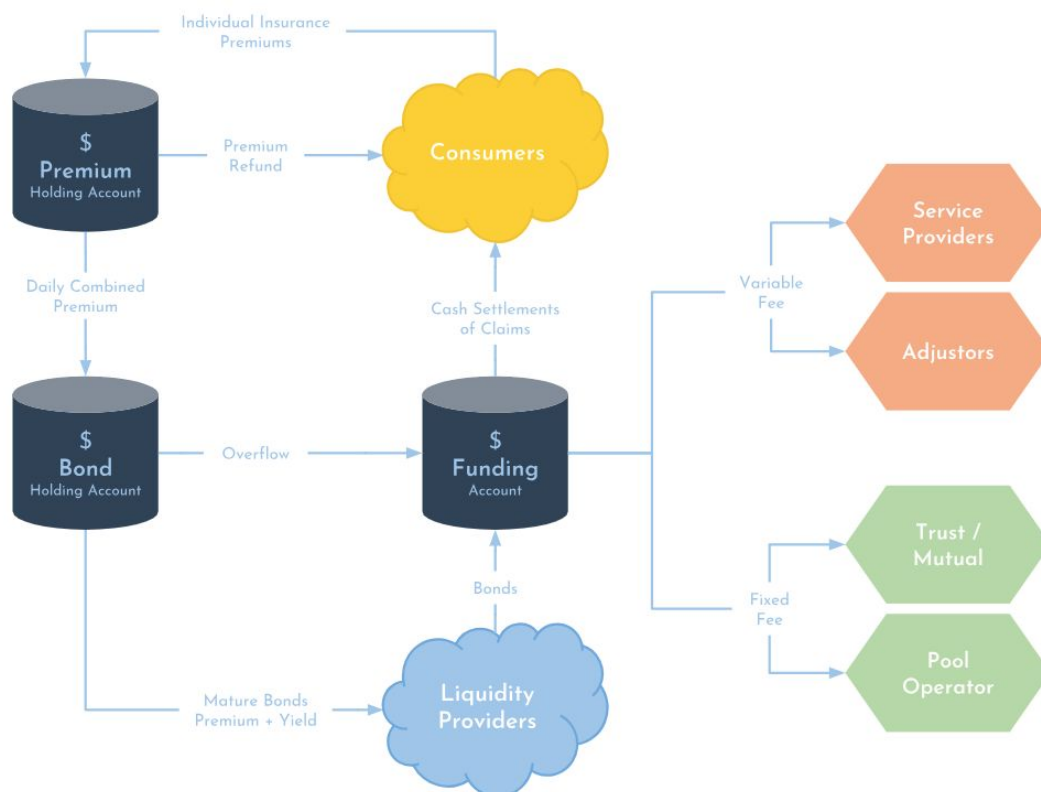 Individual Insurance
Premiums
$
Premium
Holding Account
Premium
Refund
Consumers
Service
Providers
Variable
Fee
Adjustors
Daily Combined
Premium
Cash Settlements
of Claims
$
Bond
Holding Account
Overflow
$
Funding
Account
Trust /
Mutual
Fixed
Fee
Pool
Operator
Bonds
Mature Bonds
Premium + Yield
Liquidity
Providers